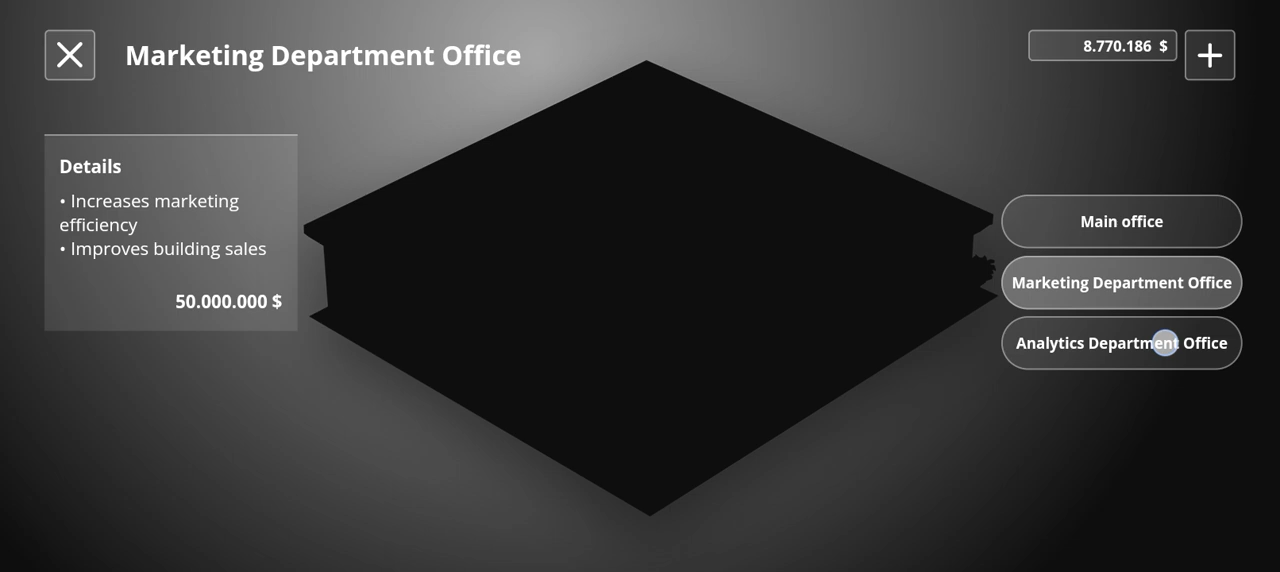 Marketing Department Office
8.770.186 $
Details
• Increases marketing
efficiency
• Improves building sales
50.000.000 $
Main office
Marketing Department Office
Analytics Department Office